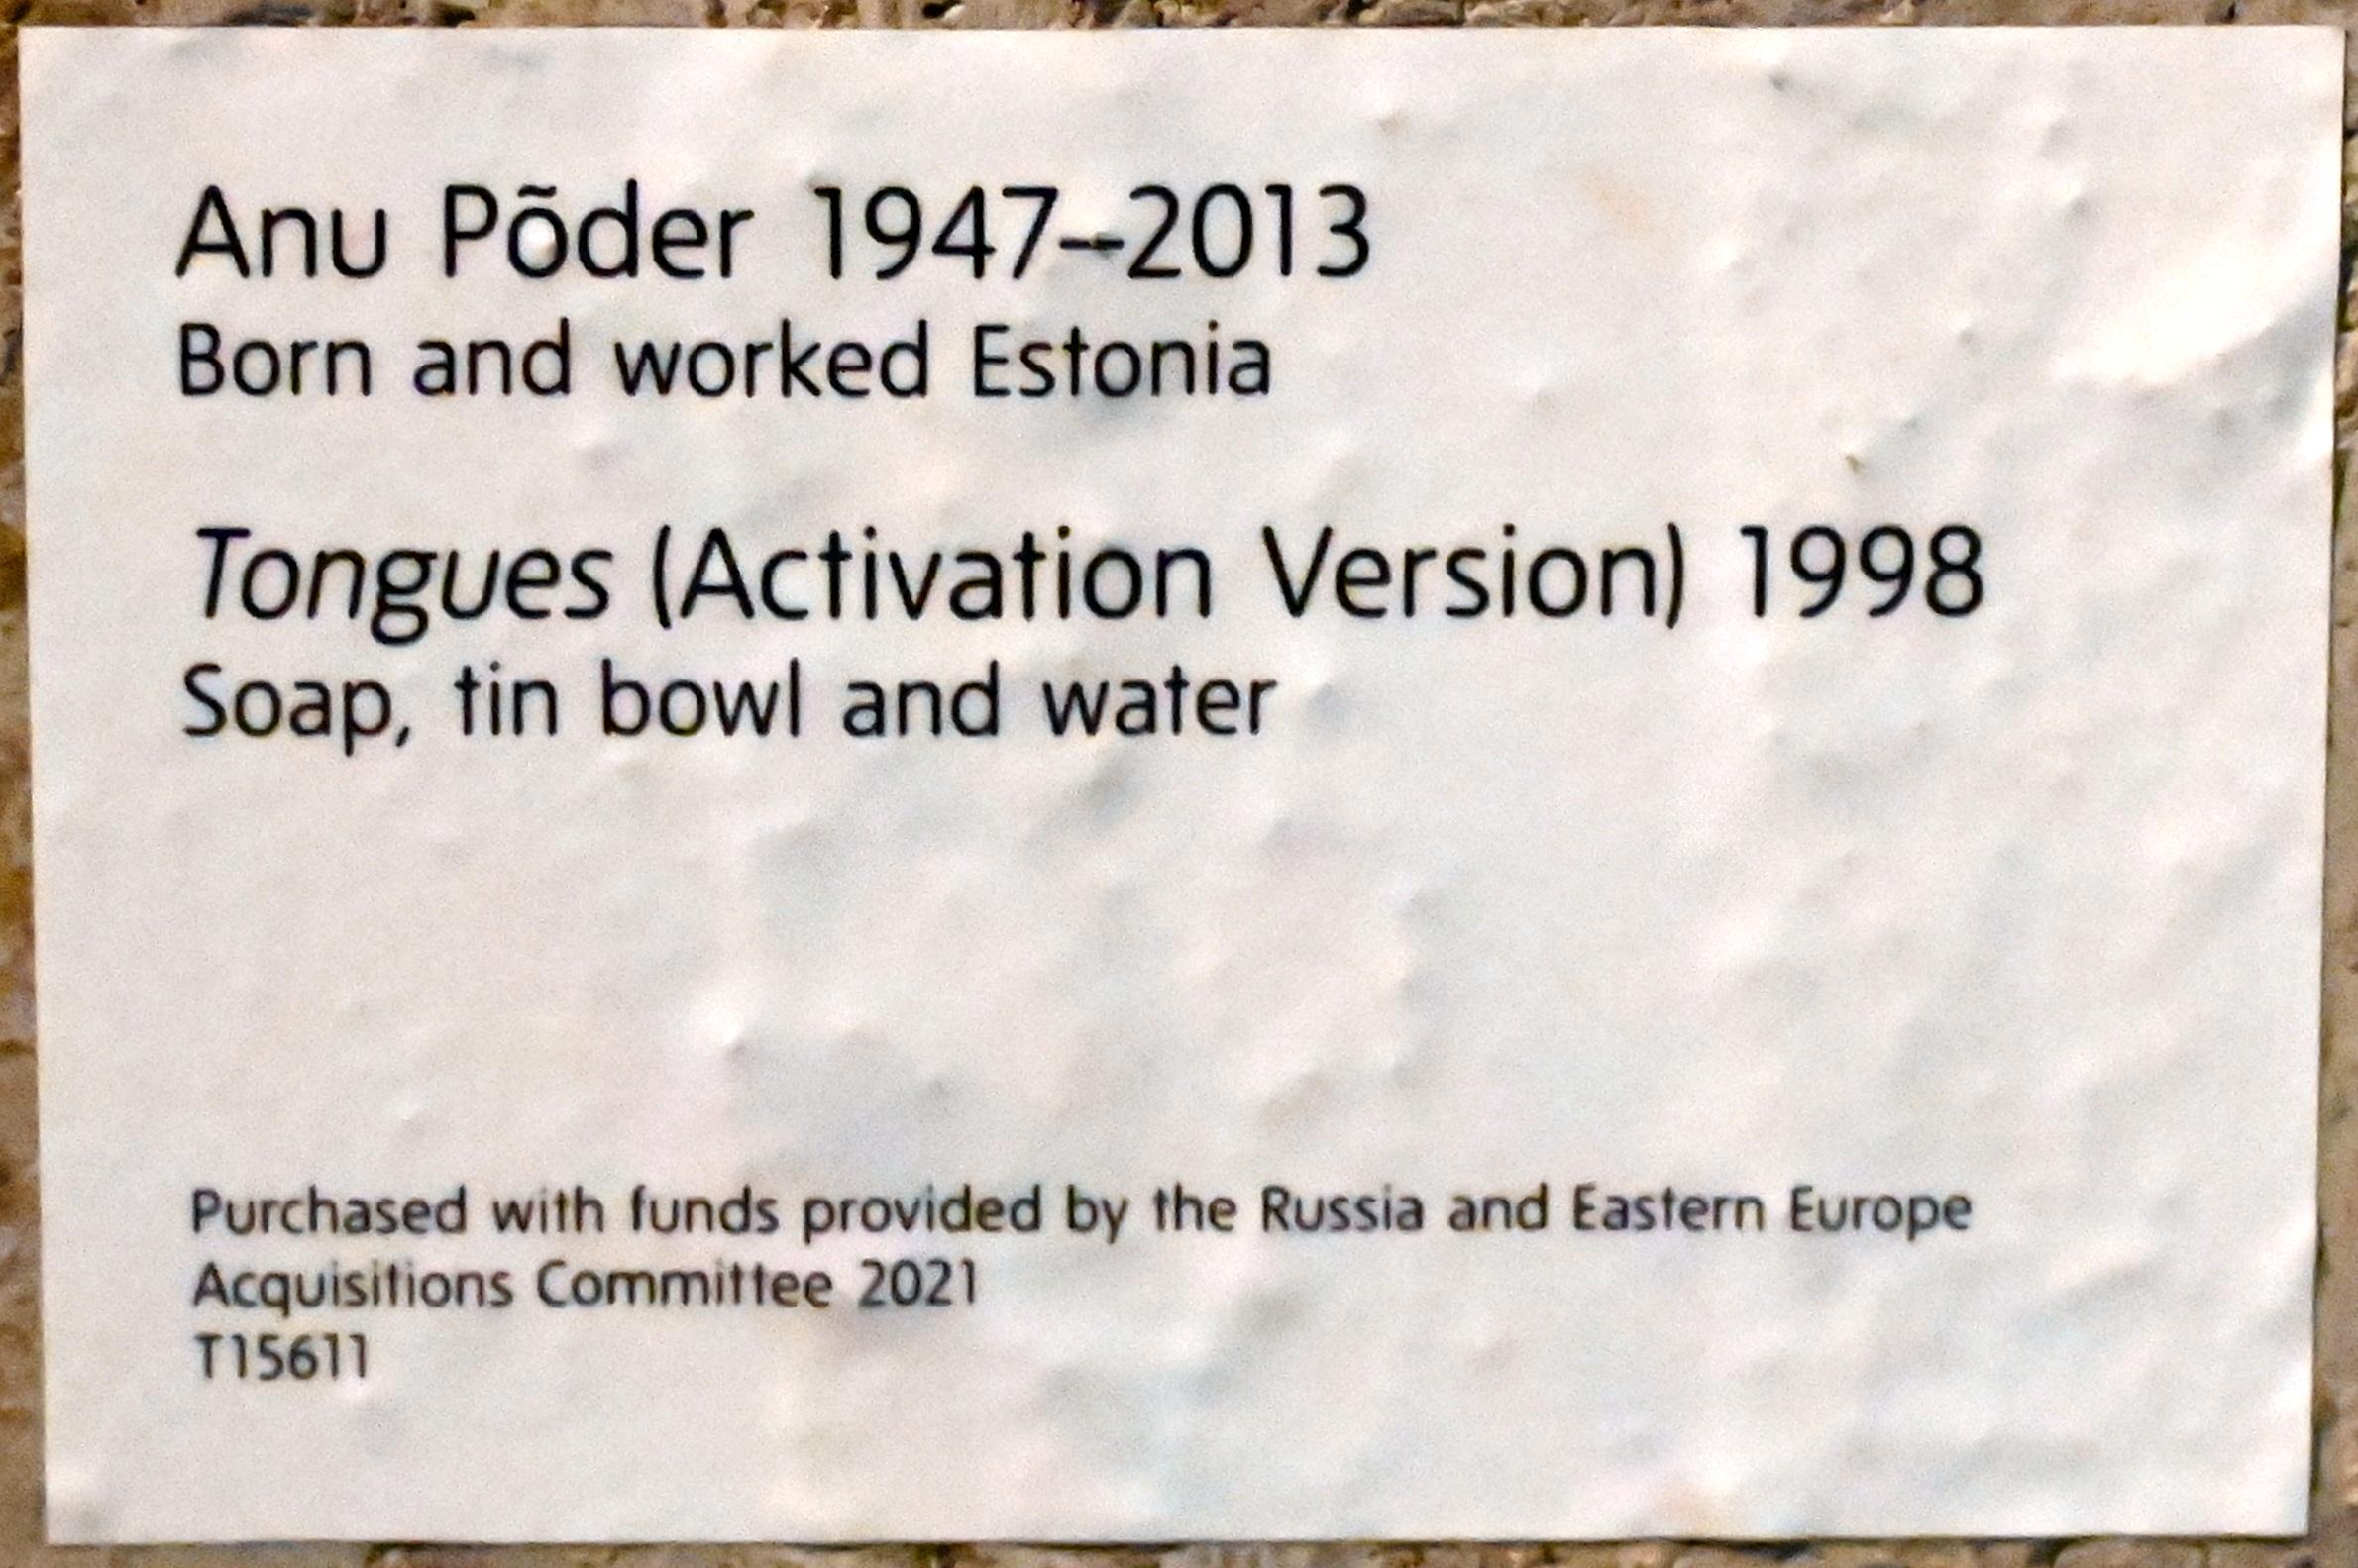 Anu Põder 1947–2013
Born and worked Estonia
Tongues (Activation Version) 1998
Soap, tin bowl and water
Purchased with funds provided by the Russia and Eastern Europe
Acquisitions Committee 2021
T15611